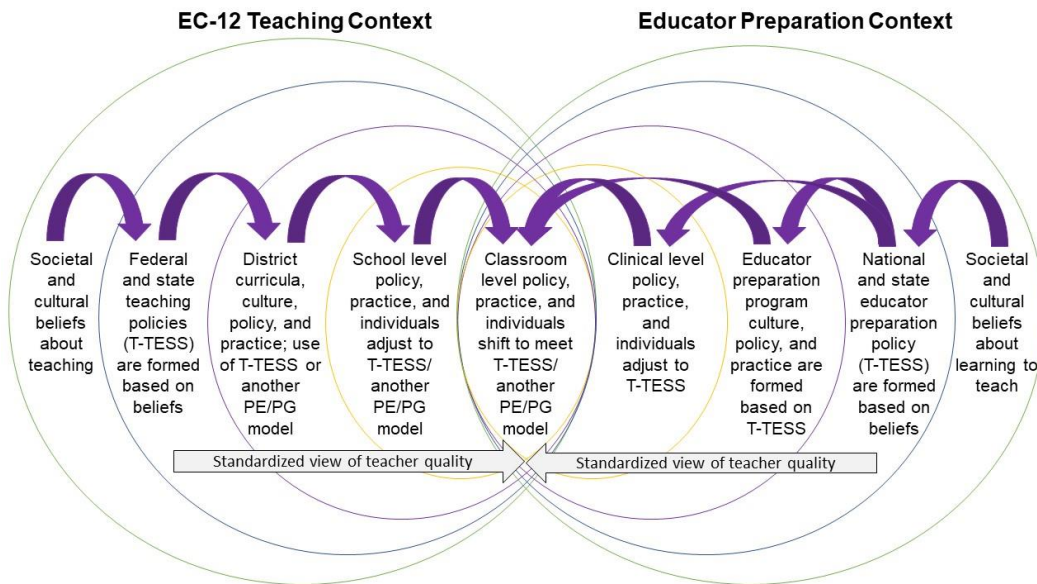 EC-12 Teaching Context
Educator Preparation Context
Societal
and
cultural
beliefs
about
teaching
Federal
and state
teaching
policies
(T-TESS)
are formed
based on
beliefs
District
curricula,
culture,
policy, and
practice; use
of T-TESS or
another
PE/PG
model
School level
policy,
practice, and
individuals
adjust to
T-TESS/
another
PE/PG
model
Classroom
level policy,
practice, and
individuals
shift to meet
T-TESS/
another
PE/PG
model
Clinical level
policy,
practice,
and
individuals
adjust to
T-TESS
Educator
preparation
program
culture,
policy, and
practice are
formed
based on
T-TESS
National
and state
educator
preparation
policy
(T-TESS)
are formed
based on
beliefs
Societal
and
cultural
beliefs
about
learning to
teach
Standardized view of teacher quality
Standardized view of teacher quality